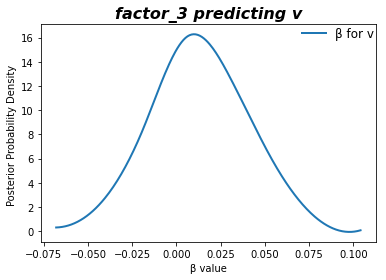 factor_3 predicting v
β for v
Posterior Probability Density
16
14
12
10
8
6
4
2
0
−0.075 −0.050 −0.025 0.000 0.025 0.050 0.075 0.100
β value